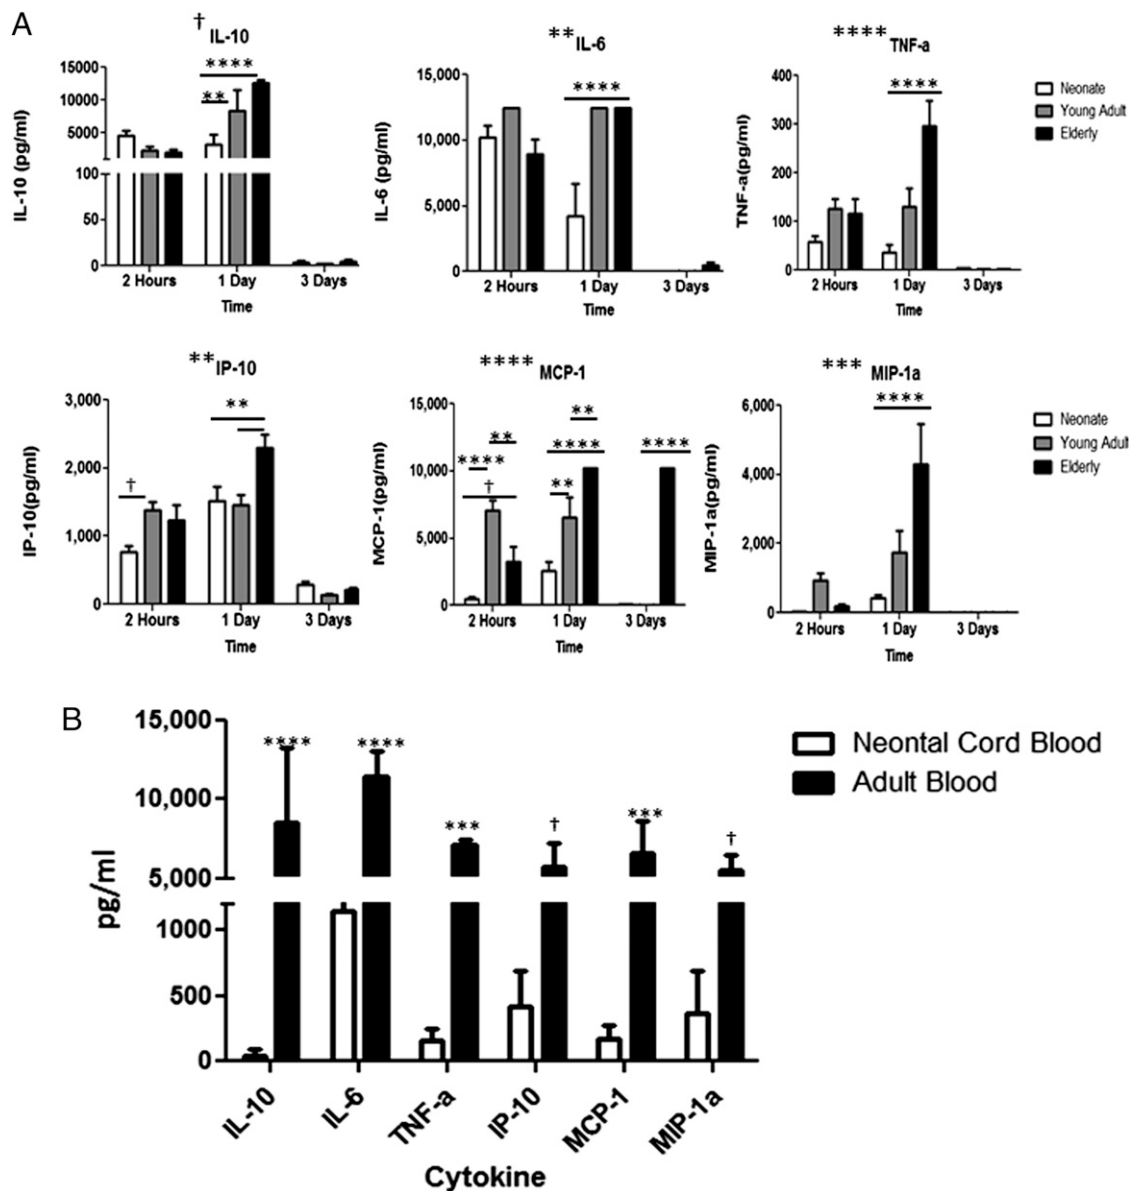 A
† IL-10
** IL-6
**** TNF-a
IL-10 (pg/ml)
15000
10000
5000
100
50
0
****
**
2 Hours
1 Day
3 Days
Time
IL-6 (pg/ml)
15,000
10,000
5,000
0
****
2 Hours
1 Day
3 Days
Time
TNF-a(pg/ml)
400
300
200
100
0
****
2 Hours
1 Day
3 Days
Time
Neonate
Young Adult
Elderly
** IP-10
**** MCP-1
*** MIP-1a
IP-10(pg/ml)
3,000
2,000
1,000
0
†
**
2 Hours
1 Day
3 Days
Time
MCP-1(pg/ml)
15,000
10,000
5,000
0
**
****
†
**
****
**
****
2 Hours
1 Day
3 Days
Time
MIP-1a(pg/ml)
6,000
4,000
2,000
0
****
2 Hours
1 Day
3 Days
Time
Neonate
Young Adult
Elderly
B
pg/ml
15,000
10,000
5,000
1000
500
0
****
****
***
†
***
†
Neontal Cord Blood
Adult Blood
IL-10
IL-6
TNF-a
IP-10
MCP-1
MIP-1a
Cytokine